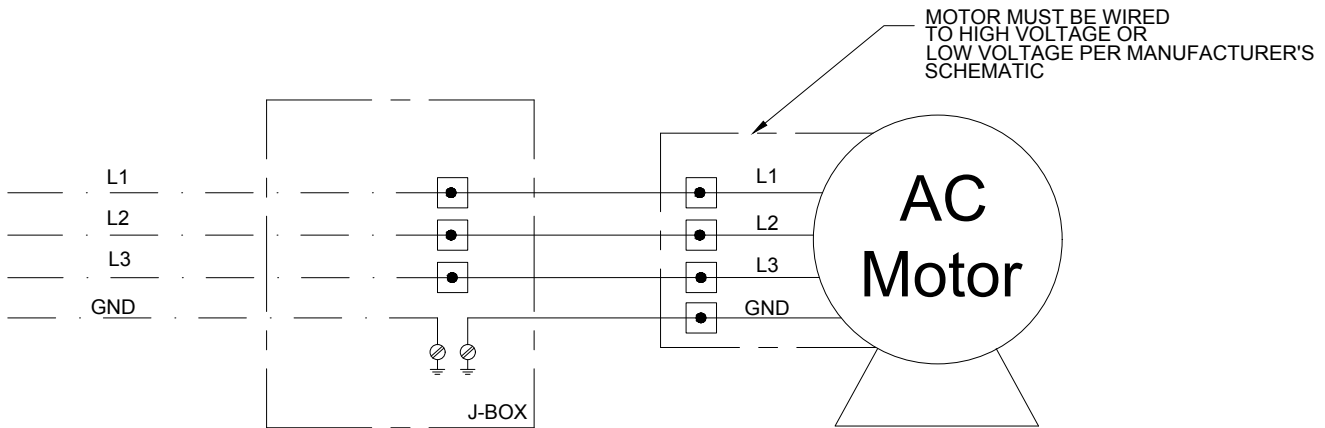 MOTOR MUST BE WIRED
TO HIGH VOLTAGE OR
LOW VOLTAGE PER MANUFACTURER'S
SCHEMATIC
L1
L1
L2
L2
L3
L3
GND
GND
AC
Motor
J-BOX